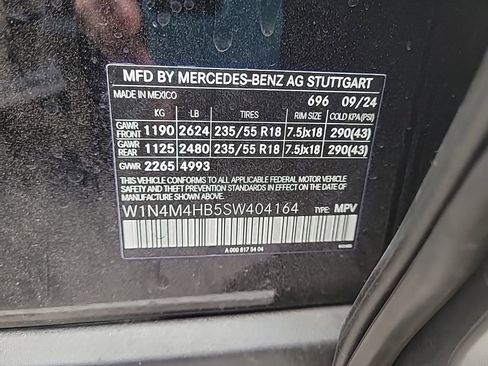 MFD BY MERCEDES-BENZ AG STUTTGART
MADE IN MEXICO 696 09/24
KG LB TIRES RIM SIZE COLD KPA(PSI)
GAWR FRONT 1190 2624 235/55 R18 7.5Jx18 290(43)
GAWR REAR 1125 2480 235/55 R18 7.5Jx18 290(43)
GVWR 2265 4993
THIS VEHICLE CONFORMS TO ALL APPLICABLE FEDERAL MOTOR VEHICLE
SAFETY AND THEFT PREVENTION STANDARDS IN EFFECT ON THE DATE OF
MANUFACTURE SHOWN ABOVE.
W1N4M4HB5SW404164 TYPE: MPV
A 000 817 54 04